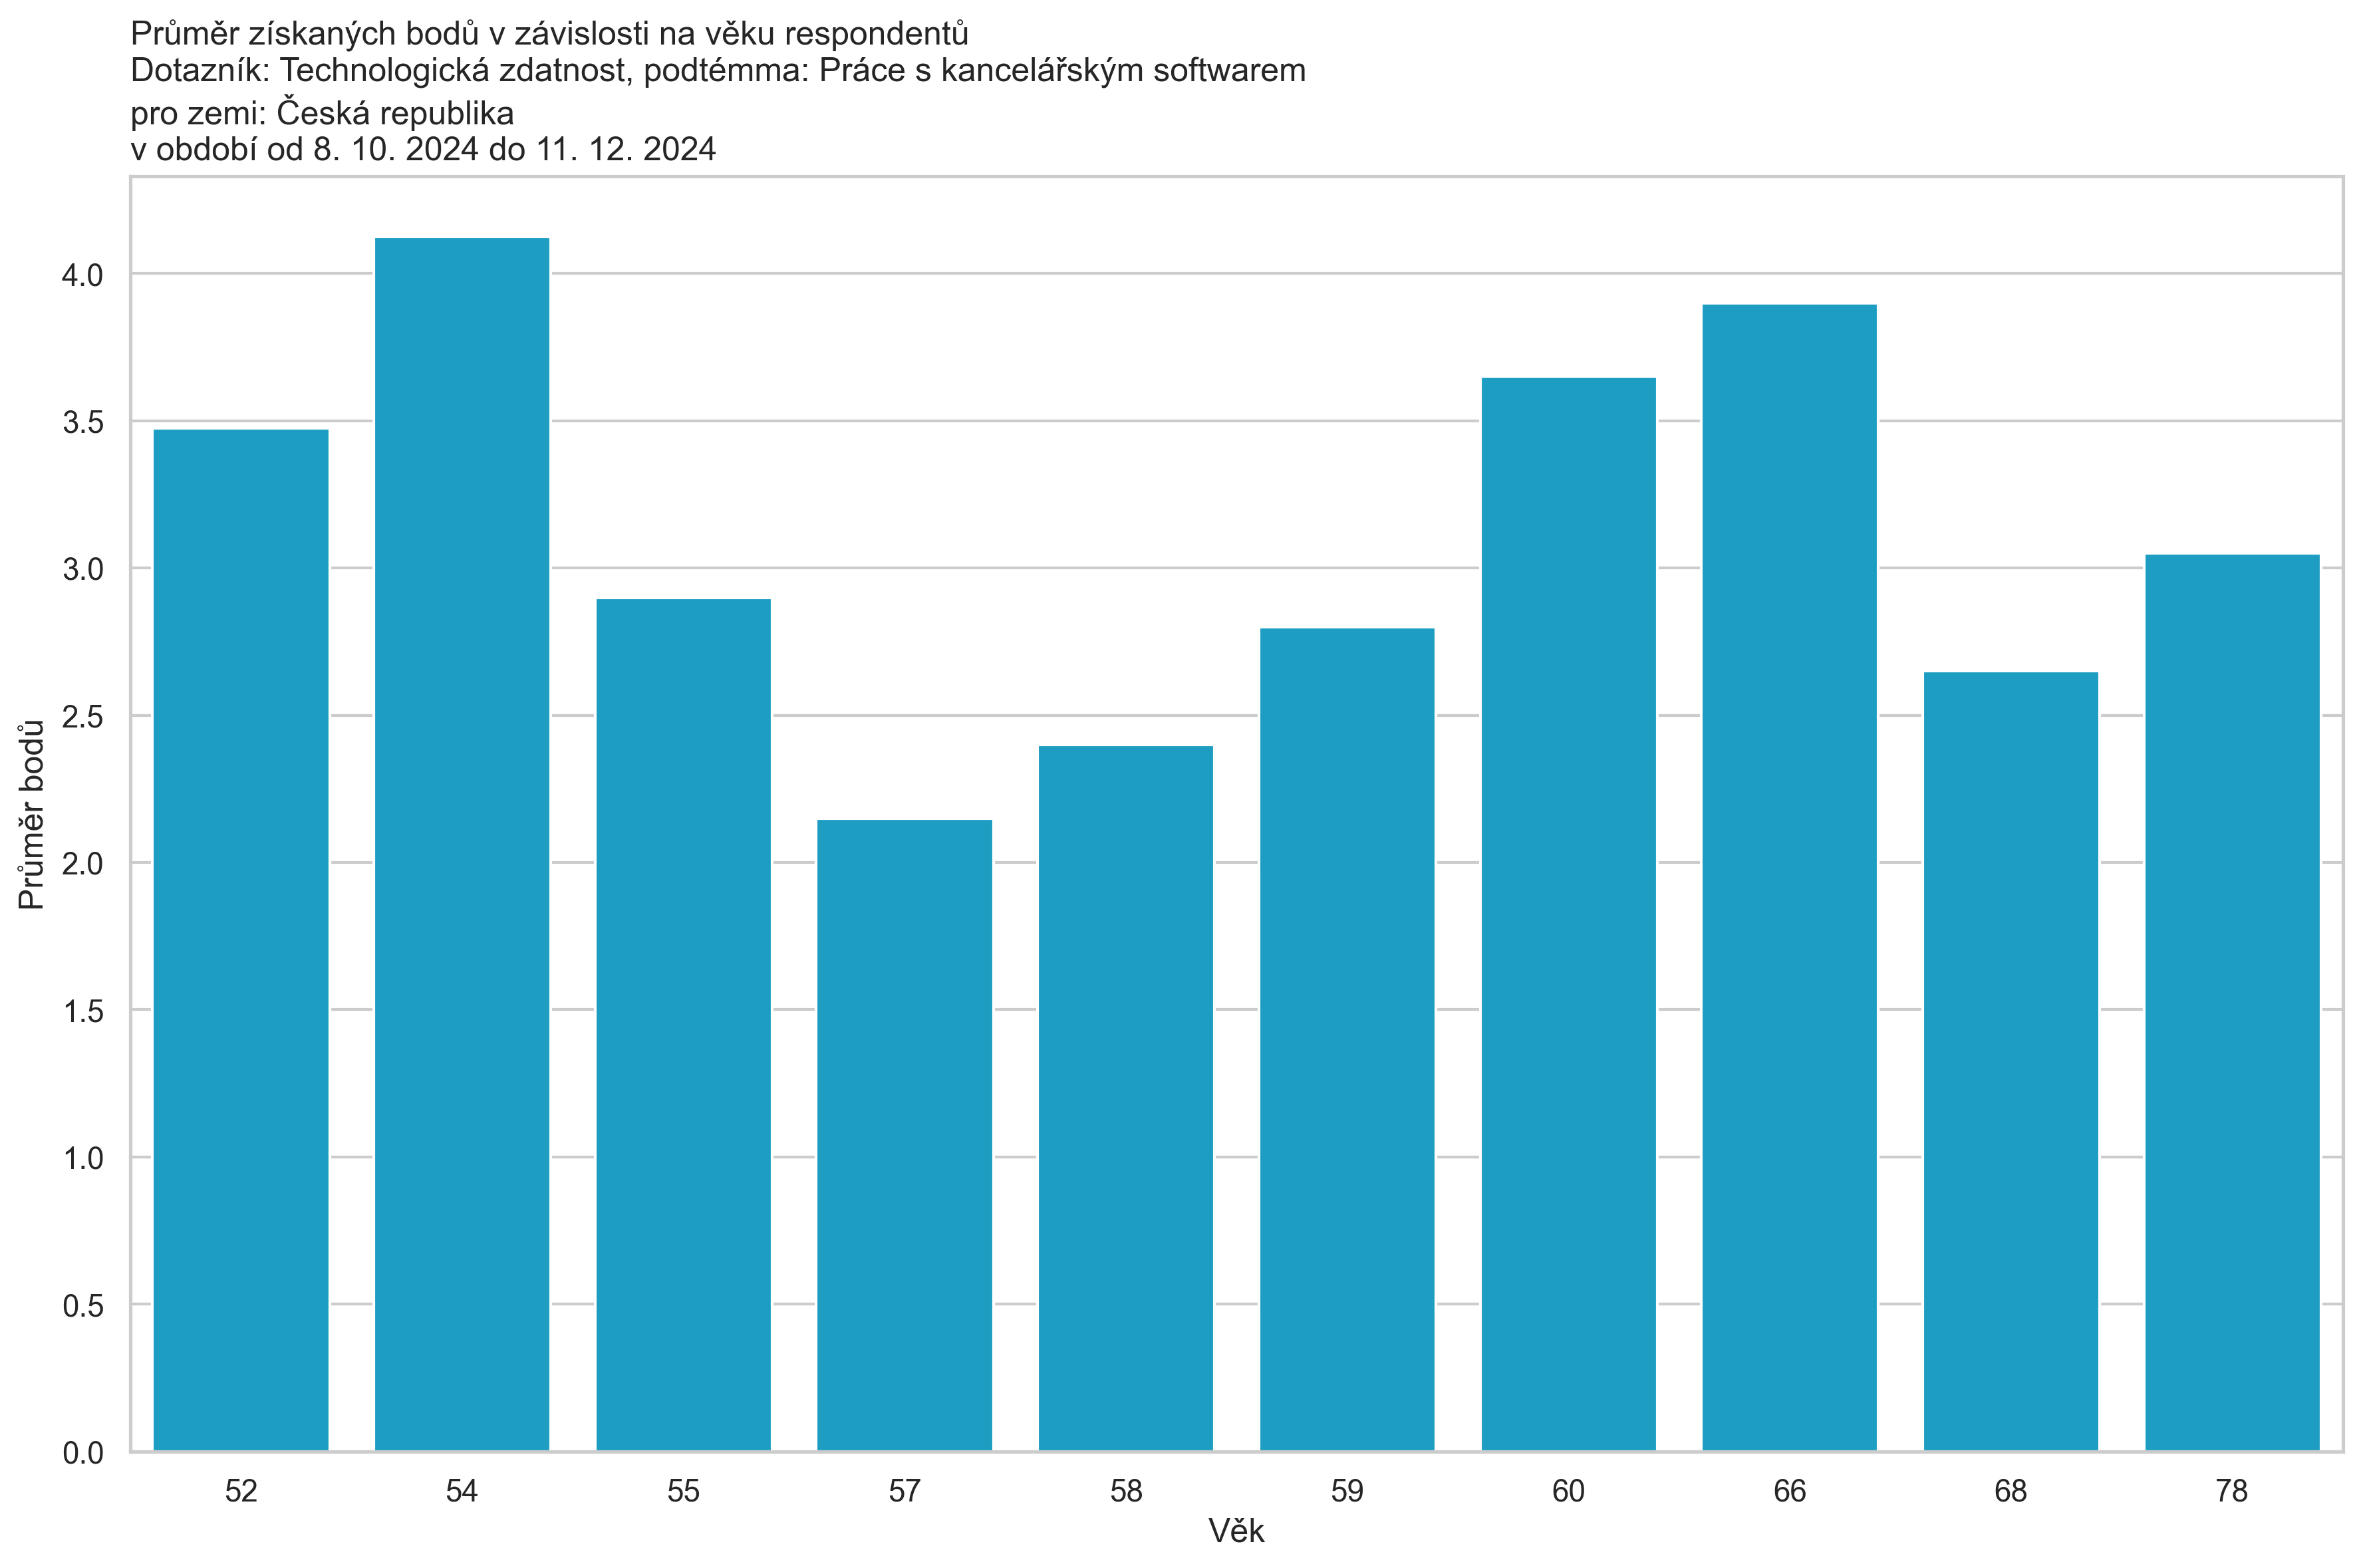 Průměr získaných bodů v závislosti na věku respondentů
Dotazník: Technologická zdatnost, podtémma: Práce s kancelářským softwarem
pro zemi: Česká republika
v období od 8. 10. 2024 do 11. 12. 2024
4.0
3.5
3.0
2.5
2.0
1.5
1.0
0.5
0.0
Průměr bodů
52 54 55 57 58 59 60 66 68 78
Věk